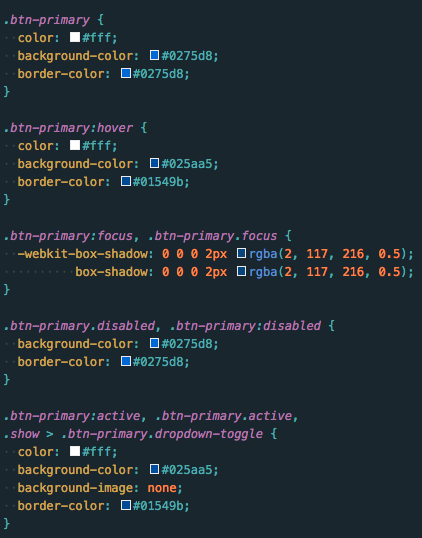 .btn-primary {
  color: #fff;
  background-color: #0275d8;
  border-color: #0275d8;
}

.btn-primary:hover {
  color: #fff;
  background-color: #025aa5;
  border-color: #01549b;
}

.btn-primary:focus, .btn-primary.focus {
  -webkit-box-shadow: 0 0 0 2px rgba(2, 117, 216, 0.5);
          box-shadow: 0 0 0 2px rgba(2, 117, 216, 0.5);
}

.btn-primary.disabled, .btn-primary:disabled {
  background-color: #0275d8;
  border-color: #0275d8;
}

.btn-primary:active, .btn-primary.active,
.show > .btn-primary.dropdown-toggle {
  color: #fff;
  background-color: #025aa5;
  background-image: none;
  border-color: #01549b;
}